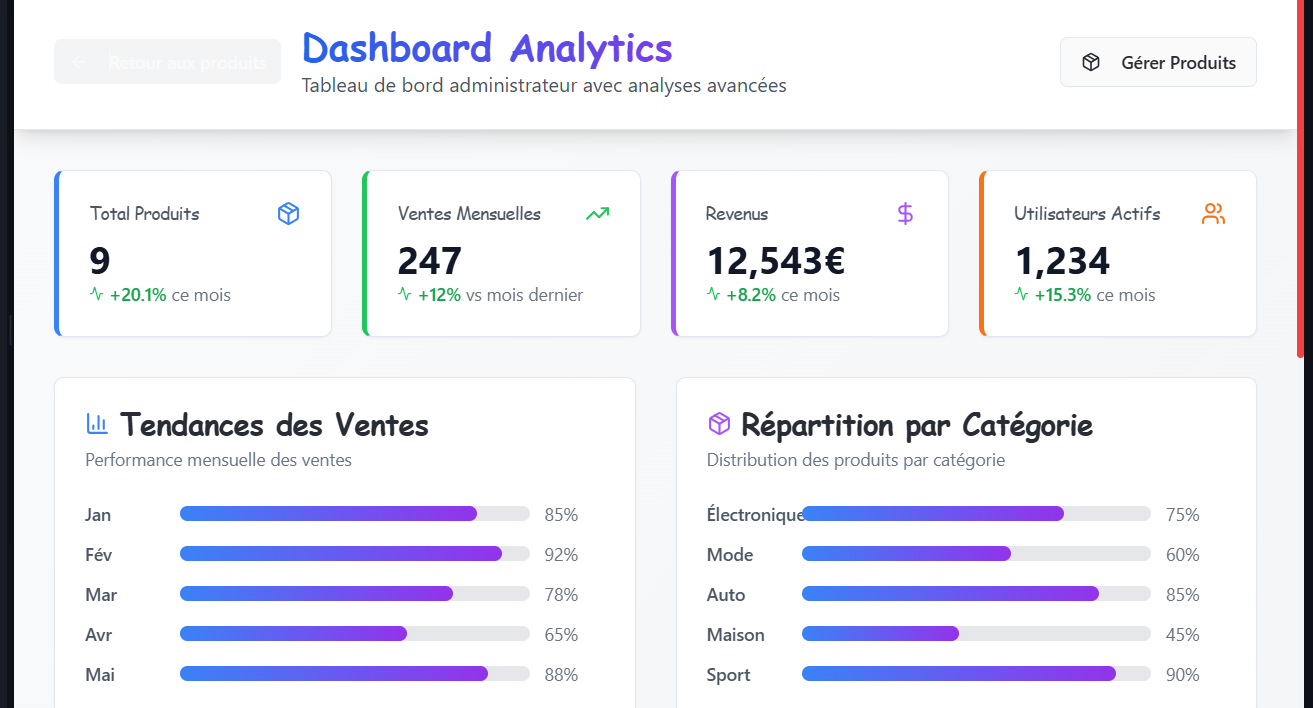 Retour aux produits
Dashboard Analytics
Tableau de bord administrateur avec analyses avancées
Gérer Produits
Total Produits
9
+20.1% ce mois
Ventes Mensuelles
247
+12% vs mois dernier
Revenus
12,543€
+8.2% ce mois
Utilisateurs Actifs
1,234
+15.3% ce mois
Tendances des Ventes
Performance mensuelle des ventes
Jan 85%
Fév 92%
Mar 78%
Avr 65%
Mai 88%
Répartition par Catégorie
Distribution des produits par catégorie
Électronique 75%
Mode 60%
Auto 85%
Maison 45%
Sport 90%